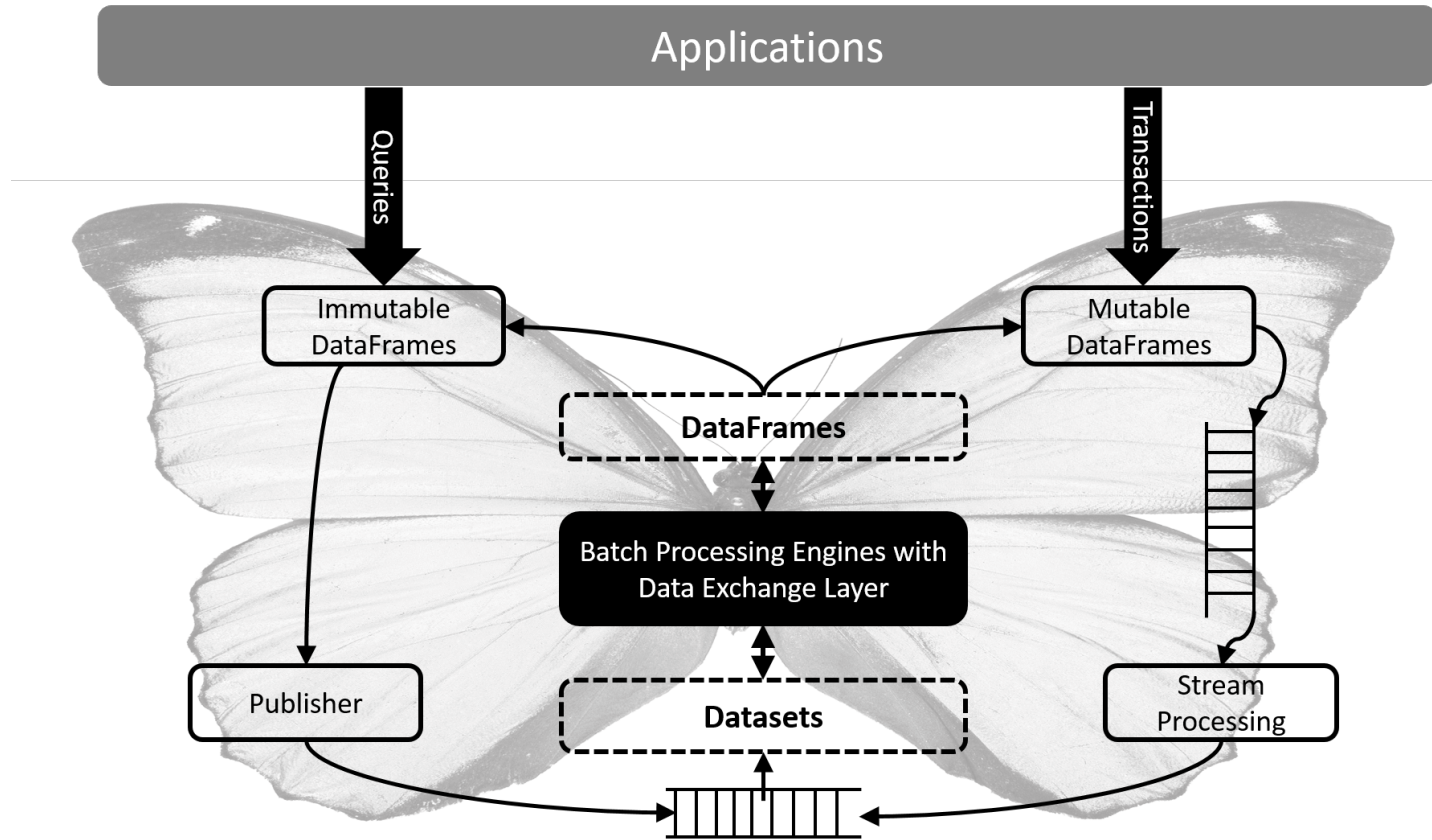 Applications
Queries
Transactions
Immutable
DataFrames
Mutable
DataFrames
DataFrames
Batch Processing Engines with
Data Exchange Layer
Publisher
Datasets
Stream
Processing